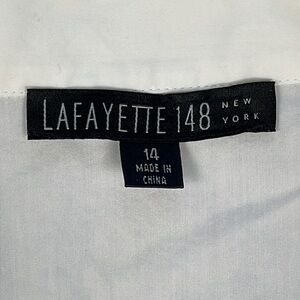 LAFAYETTE 148 NEW YORK
14
MADE IN
CHINA